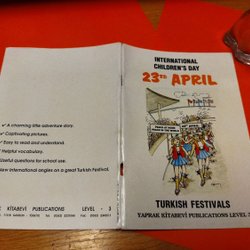 ✓ A charming little adventure story.
✓ Captivating pictures.
Easy to read and understand.
Helpful vocabulary.
Useful questions for school use.
New international angles on a great Turkish Festival.
YAPRAK KİTABEVİ PUBLICATIONS LEVEL - 3
INTERNATIONAL
CHILDREN'S DAY
23RD APRIL
TURKISH FESTIVALS
YAPRAK KİTABEVİ PUBLICATIONS LEVEL